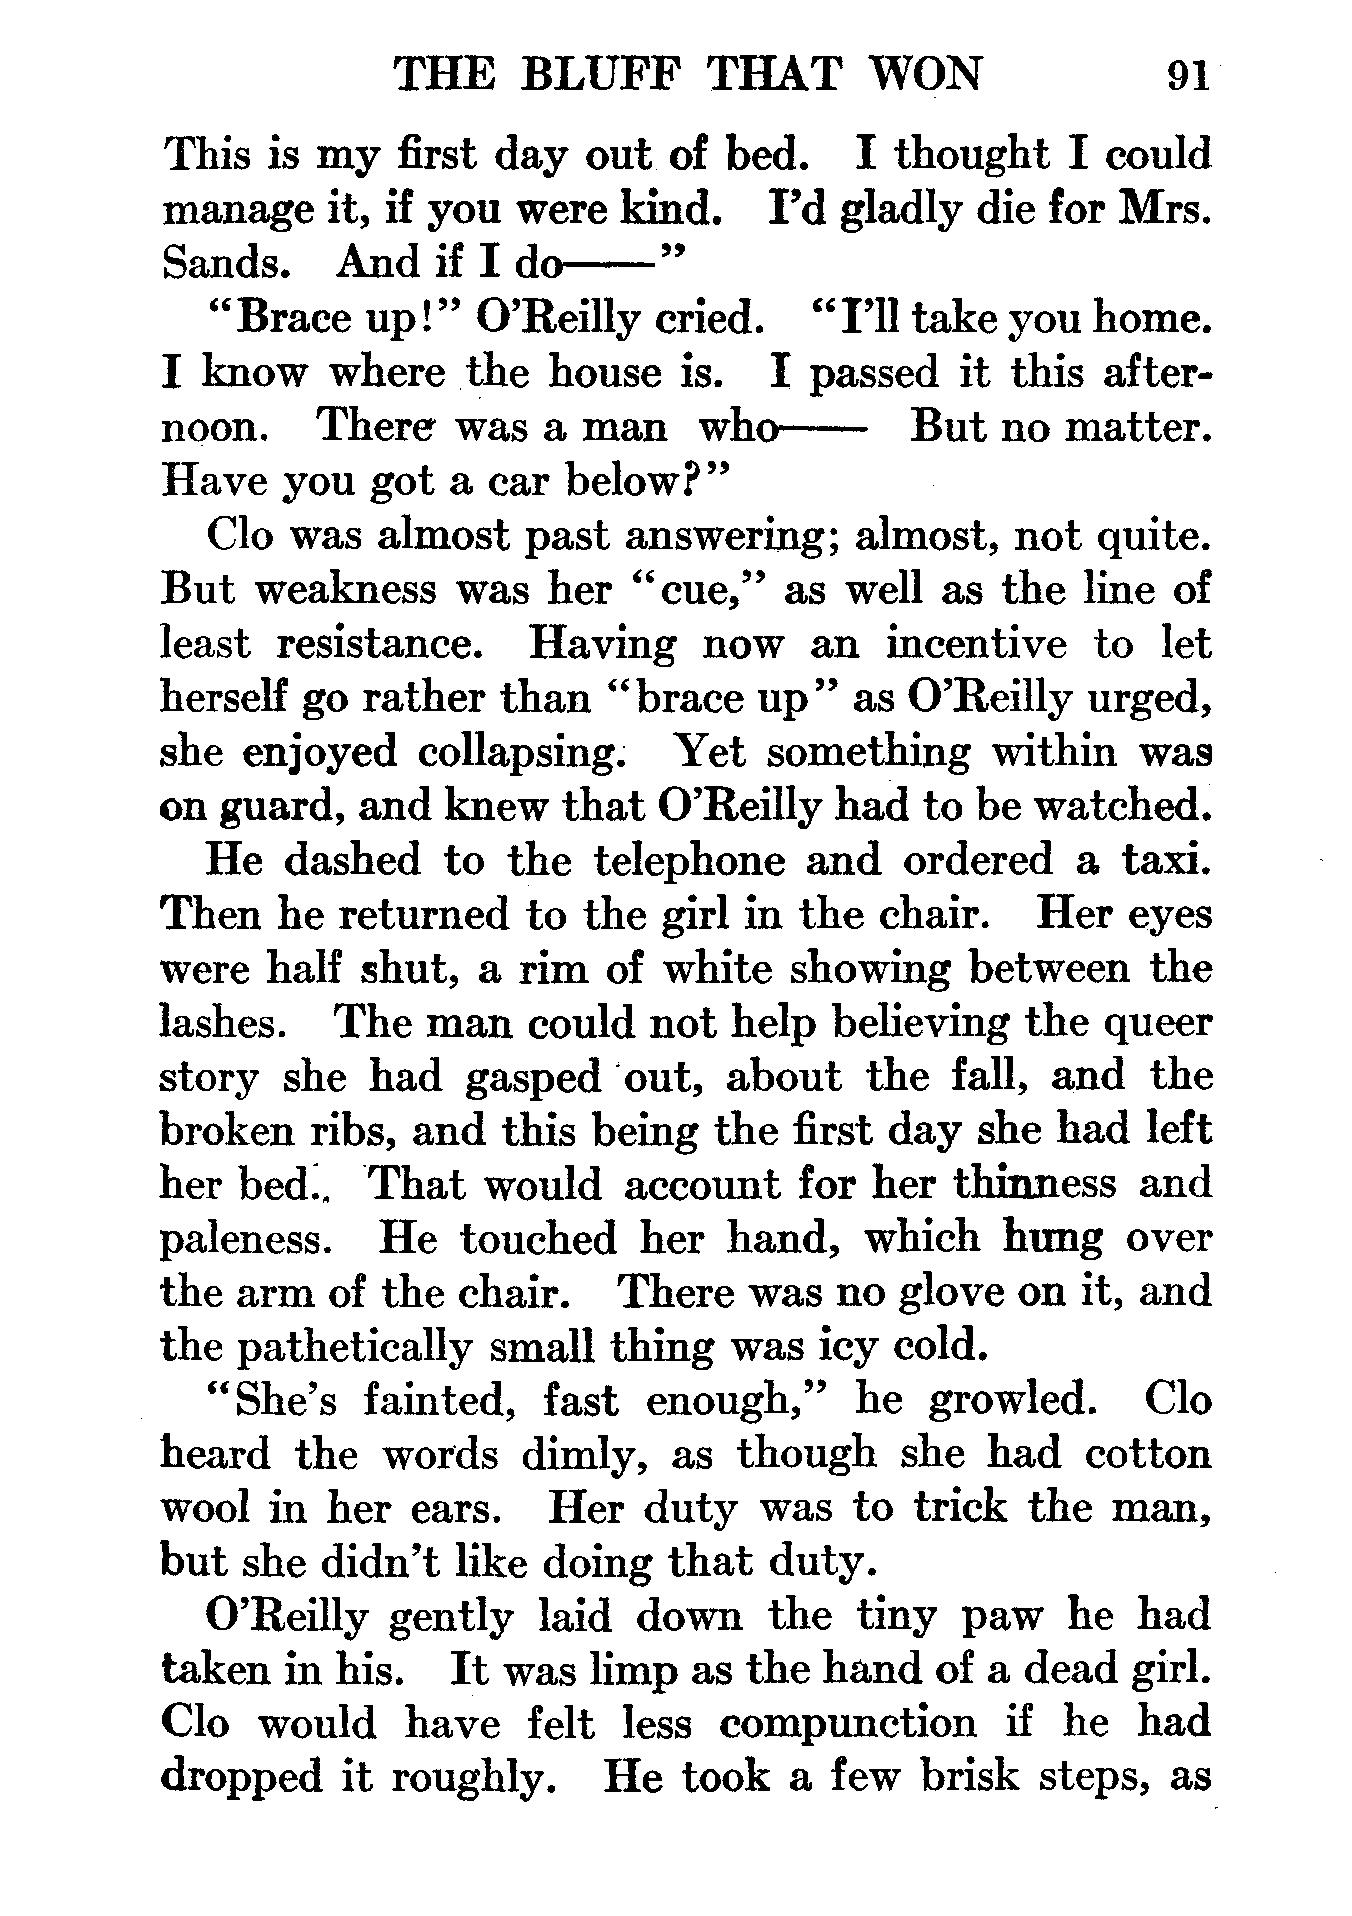 THE BLUFF THAT WON 91
This is my first day out of bed. I thought I could
manage it, if you were kind. I'd gladly die for Mrs.
Sands. And if I do——"
"Brace up!" O'Reilly cried. "I'll take you home.
I know where the house is. I passed it this after-
noon. There was a man who—— But no matter.
Have you got a car below?"
Clo was almost past answering; almost, not quite.
But weakness was her "cue," as well as the line of
least resistance. Having now an incentive to let
herself go rather than "brace up" as O'Reilly urged,
she enjoyed collapsing. Yet something within was
on guard, and knew that O'Reilly had to be watched.
He dashed to the telephone and ordered a taxi.
Then he returned to the girl in the chair. Her eyes
were half shut, a rim of white showing between the
lashes. The man could not help believing the queer
story she had gasped out, about the fall, and the
broken ribs, and this being the first day she had left
her bed. That would account for her thinness and
paleness. He touched her hand, which hung over
the arm of the chair. There was no glove on it, and
the pathetically small thing was icy cold.
"She's fainted, fast enough," he growled. Clo
heard the words dimly, as though she had cotton
wool in her ears. Her duty was to trick the man,
but she didn't like doing that duty.
O'Reilly gently laid down the tiny paw he had
taken in his. It was limp as the hand of a dead girl.
Clo would have felt less compunction if he had
dropped it roughly. He took a few brisk steps, as